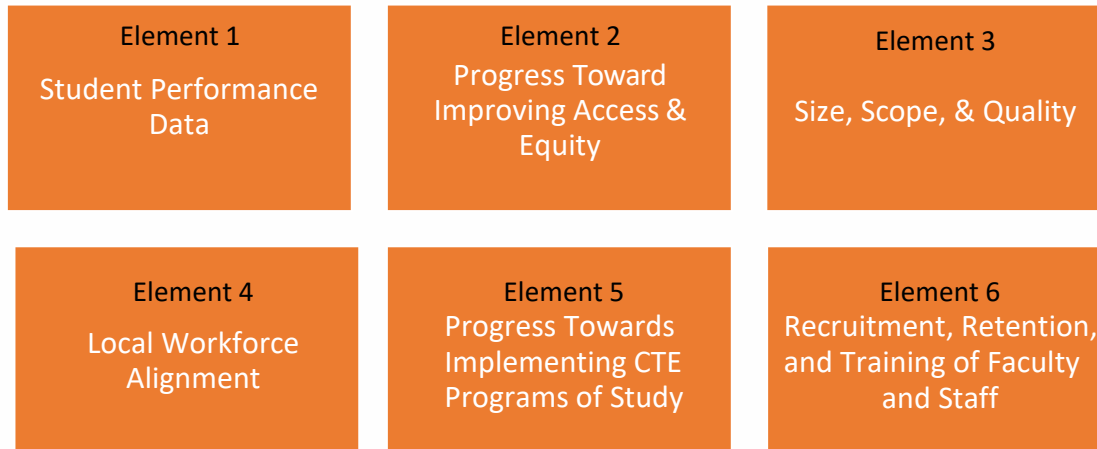 Element 1
Student Performance
Data
Element 2
Progress Toward
Improving Access &
Equity
Element 3
Size, Scope, & Quality
Element 4
Local Workforce
Alignment
Element 5
Progress Towards
Implementing CTE
Programs of Study
Element 6
Recruitment, Retention,
and Training of Faculty
and Staff